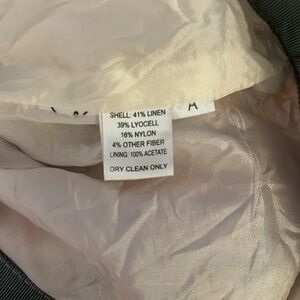 SHELL: 41% LINEN
39% LYOCELL
16% NYLON
4% OTHER FIBER
LINING: 100% ACETATE
DRY CLEAN ONLY
A